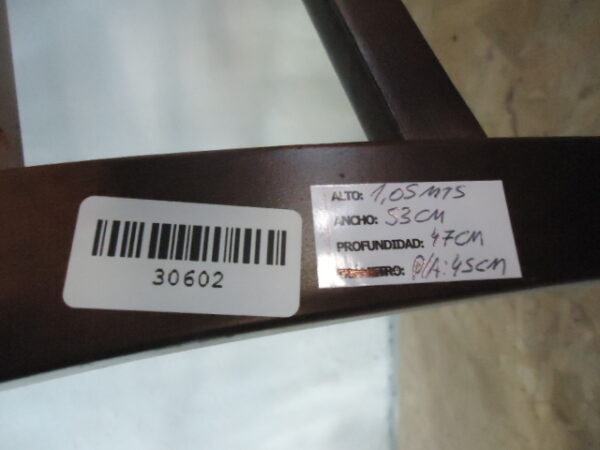 30602
ALTO: 1,05 MTS
ANCHO: 53 CM
PROFUNDIDAD: 47CM
P/A: 45CM